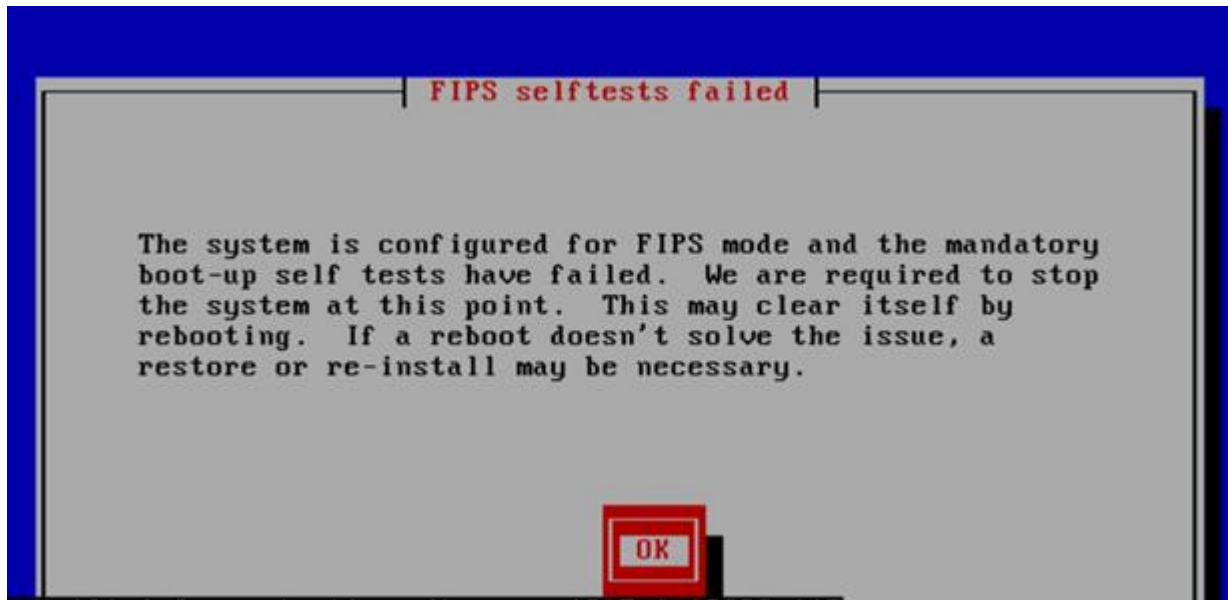 FIPS selftests failed
The system is configured for FIPS mode and the mandatory
boot-up self tests have failed.  We are required to stop
the system at this point.  This may clear itself by
rebooting.  If a reboot doesn't solve the issue, a
restore or re-install may be necessary.
OK